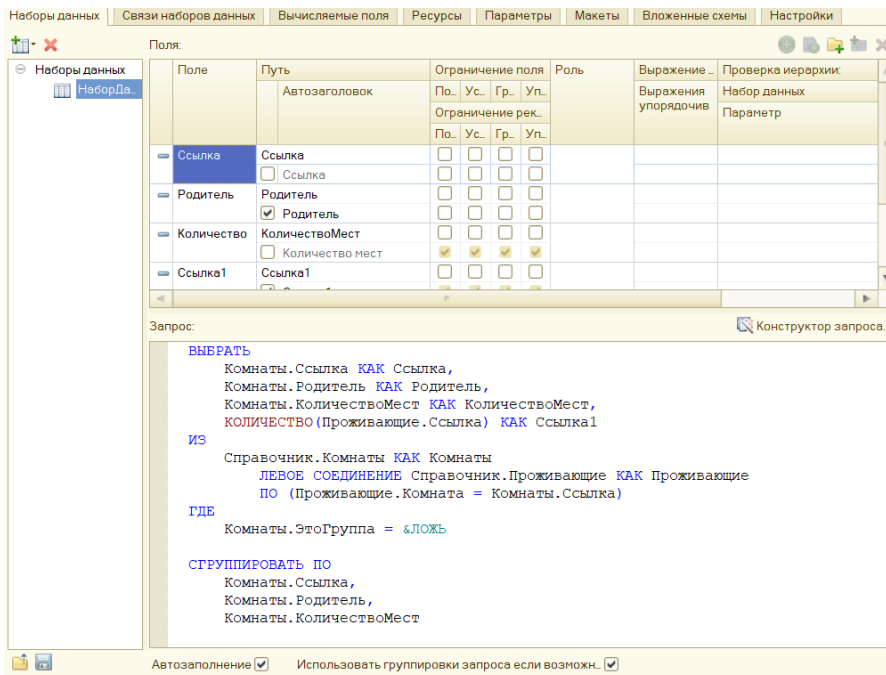 Наборы данных Связи наборов данных Вычисляемые поля Ресурсы Параметры Макеты Вложенные схемы Настройки
Поля:
Наборы данных
НаборДа...
Поле Путь Ограничение поля Роль Выражение ... Проверка иерархии:
Автозаголовок По... Ус... Гр... Уп... Выражения упорядочив Набор данных
Ограничение рек... Параметр
По... Ус... Гр... Уп...
Ссылка Ссылка
Ссылка
Родитель Родитель
Родитель
Количество КоличествоМест
Количество мест
Ссылка1 Ссылка1
Запрос: Конструктор запроса...
ВЫБРАТЬ
Комнаты.Ссылка КАК Ссылка,
Комнаты.Родитель КАК Родитель,
Комнаты.КоличествоМест КАК КоличествоМест,
КОЛИЧЕСТВО(Проживающие.Ссылка) КАК Ссылка1
ИЗ
Справочник.Комнаты КАК Комнаты
ЛЕВОЕ СОЕДИНЕНИЕ Справочник.Проживающие КАК Проживающие
ПО (Проживающие.Комната = Комнаты.Ссылка)
ГДЕ
Комнаты.ЭтоГруппа = &ЛОЖЬ
СГРУППИРОВАТЬ ПО
Комнаты.Ссылка,
Комнаты.Родитель,
Комнаты.КоличествоМест
Автозаполнение Использовать группировки запроса если возможн...